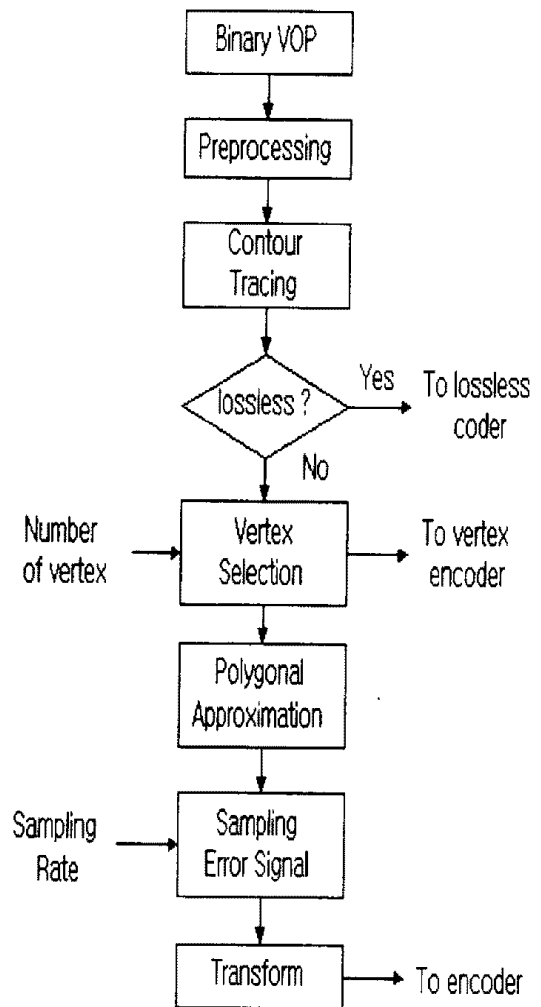 Binary VOP
Preprocessing
Contour
Tracing
lossless ?
Yes
To lossless
coder
No
Number
of vertex
Vertex
Selection
To vertex
encoder
Polygonal
Approximation
Sampling
Rate
Sampling
Error Signal
Transform
To encoder